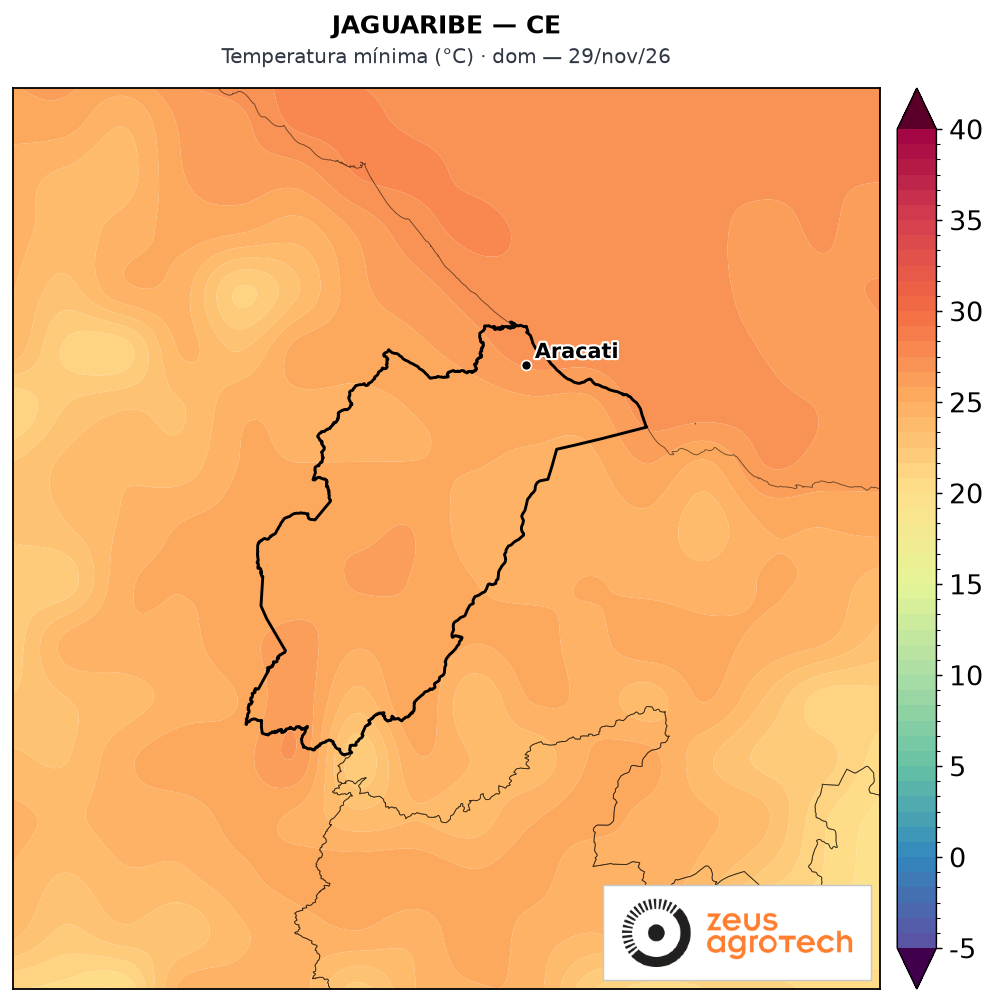 JAGUARIBE — CE
Temperatura mínima (°C) · dom — 29/nov/26
Aracati
40
35
30
25
20
15
10
5
0
-5
zeus
agrotech